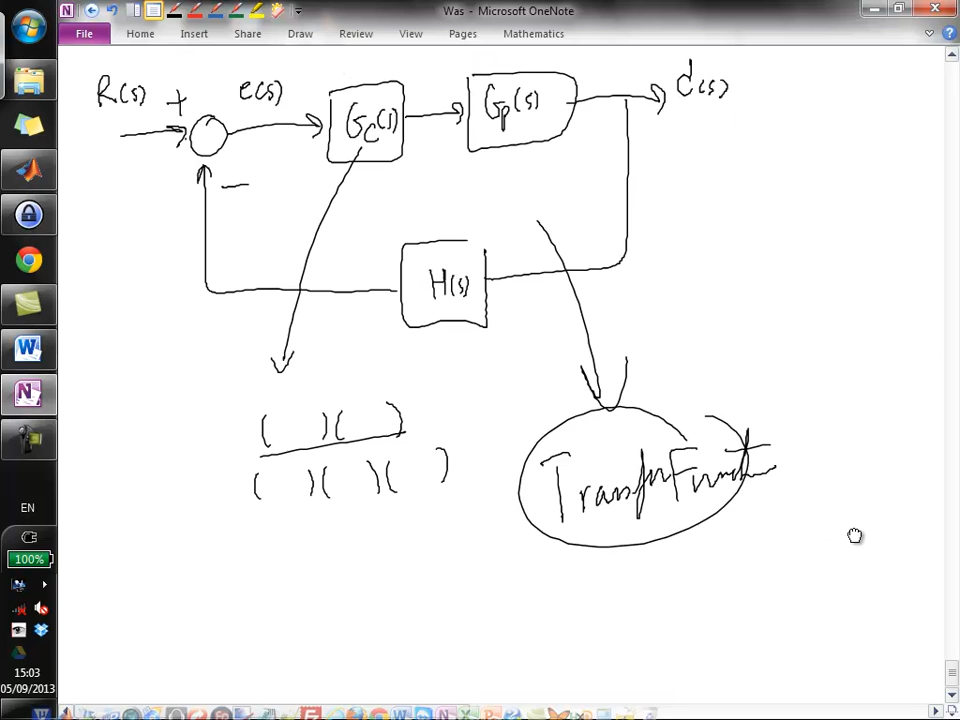 Was - Microsoft OneNote
File Home Insert Share Draw Review View Pages Mathematics
R(s) + e(s) Gc(s) Gp(s) C(s)
−
H(s)
( )( )
( )( )( )
Transfer Funct
EN
100%
15:03
05/09/2013